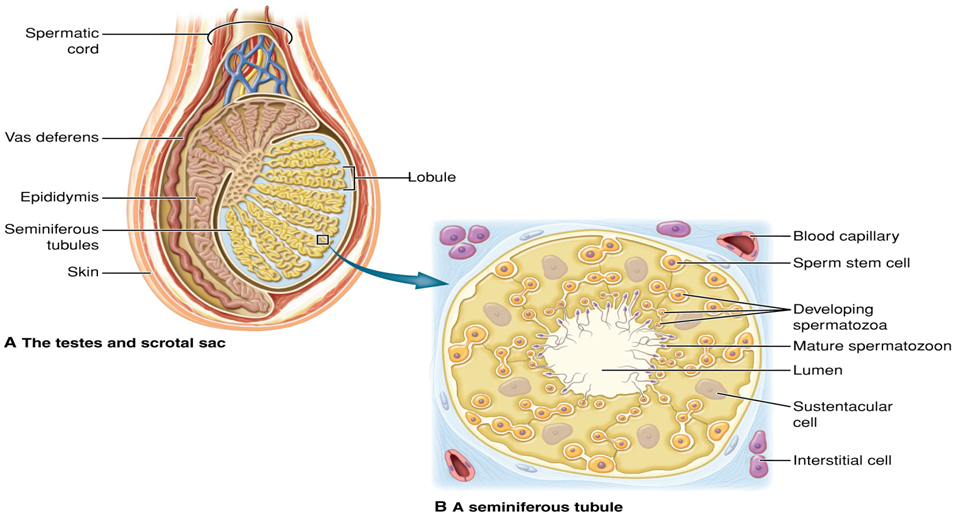 Spermatic
cord
Vas deferens
Epididymis
Seminiferous
tubules
Skin
Lobule
A The testes and scrotal sac
Blood capillary
Sperm stem cell
Developing
spermatozoa
Mature spermatozoon
Lumen
Sustentacular
cell
Interstitial cell
B A seminiferous tubule